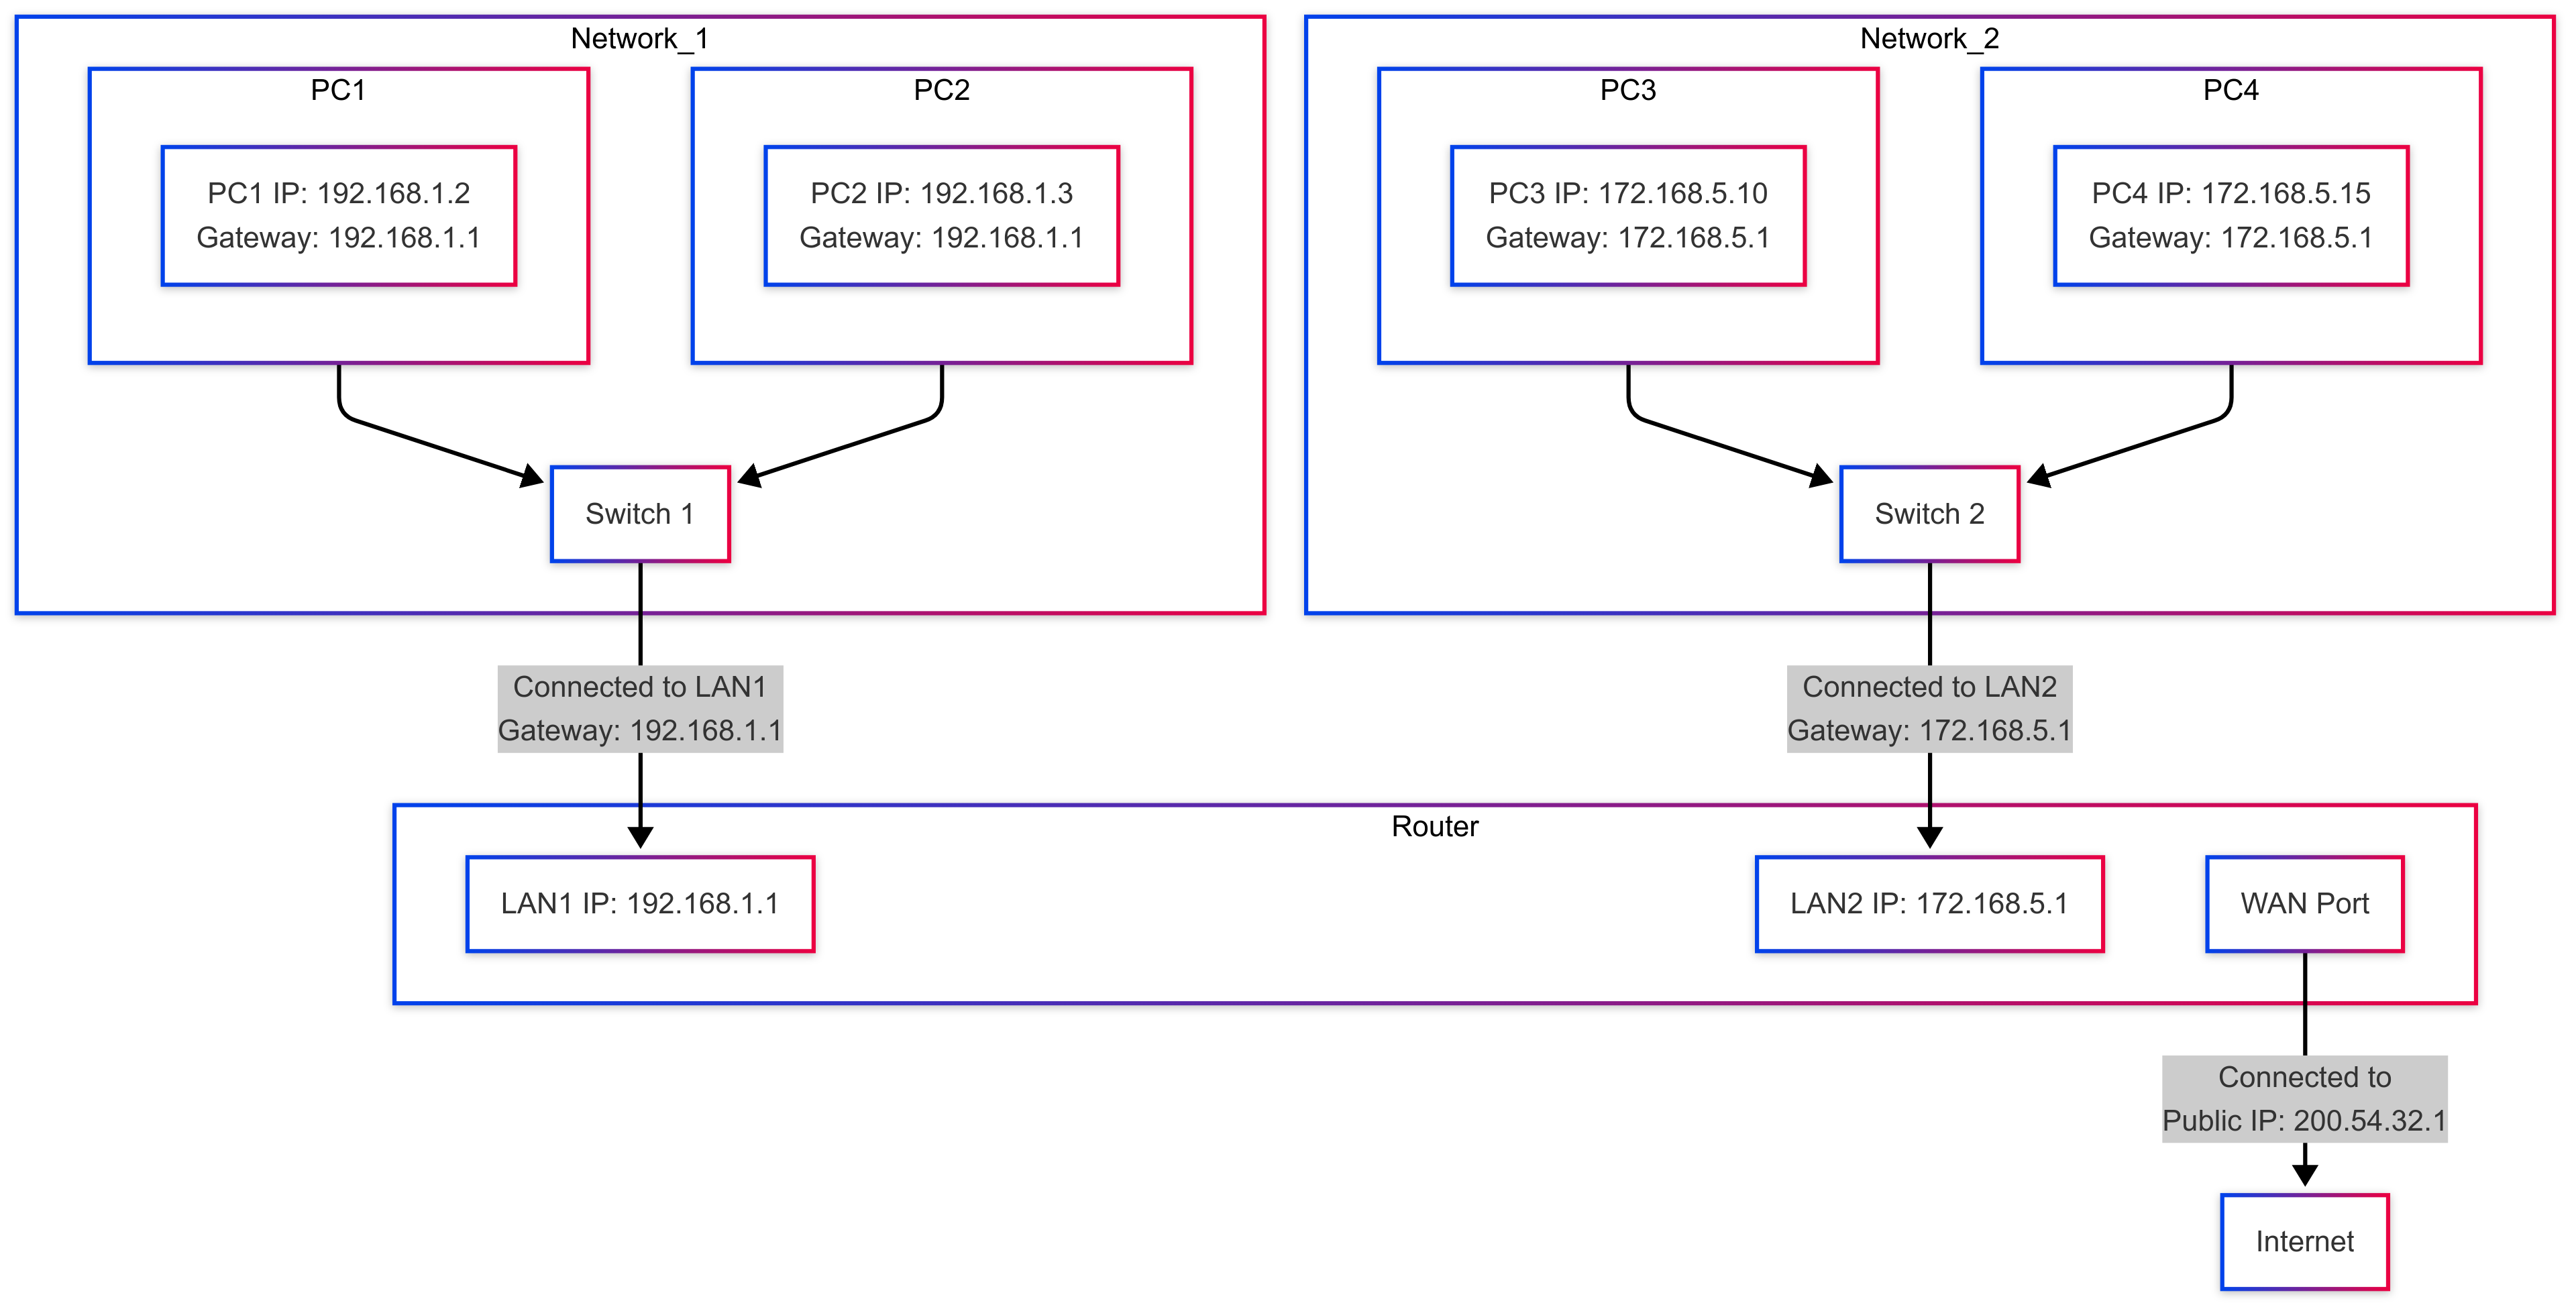 Network_1
PC1
PC1 IP: 192.168.1.2
Gateway: 192.168.1.1
PC2
PC2 IP: 192.168.1.3
Gateway: 192.168.1.1
Switch 1
Network_2
PC3
PC3 IP: 172.168.5.10
Gateway: 172.168.5.1
PC4
PC4 IP: 172.168.5.15
Gateway: 172.168.5.1
Switch 2
Connected to LAN1
Gateway: 192.168.1.1
Connected to LAN2
Gateway: 172.168.5.1
Router
LAN1 IP: 192.168.1.1
LAN2 IP: 172.168.5.1
WAN Port
Connected to
Public IP: 200.54.32.1
Internet